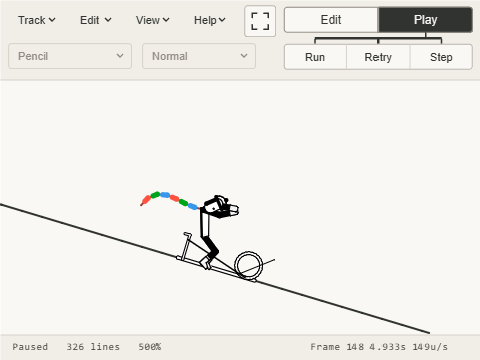 Track Edit View Help Edit Play
Pencil Normal Run Retry Step
Paused 326 lines 500% Frame 148 4.933s 149u/s